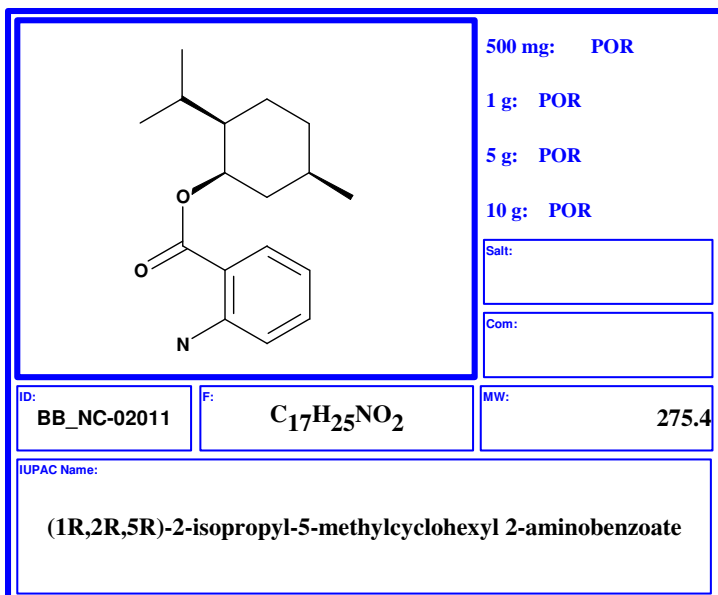 500 mg: POR
1 g: POR
5 g: POR
10 g: POR
O
O
N
Salt:
Com:
ID:
BB_NC-02011
F:
C17H25NO2
MW:
275.4
IUPAC Name:
(1R,2R,5R)-2-isopropyl-5-methylcyclohexyl 2-aminobenzoate